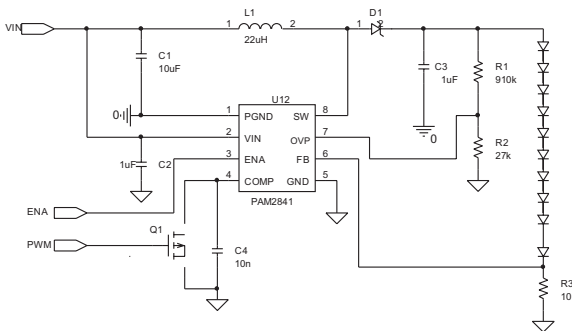 L1
D1
VIN
1
2
1
2
22uH
C1
10uF
C3
1uF
R1
910k
U12
0
1
PGND
SW
8
2
VIN
OVP
7
0
1uF
C2
3
ENA
FB
6
R2
27k
4
COMP
GND
5
PAM2841
ENA
Q1
PWM
C4
10n
R3
10